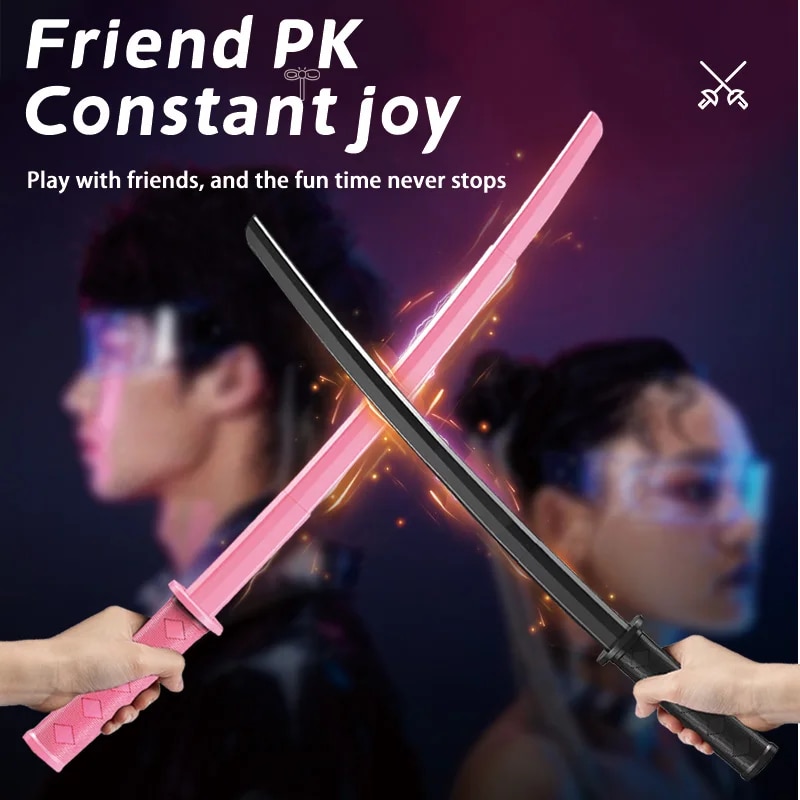 Friend PK
Constant joy
Play with friends, and the fun time never stops